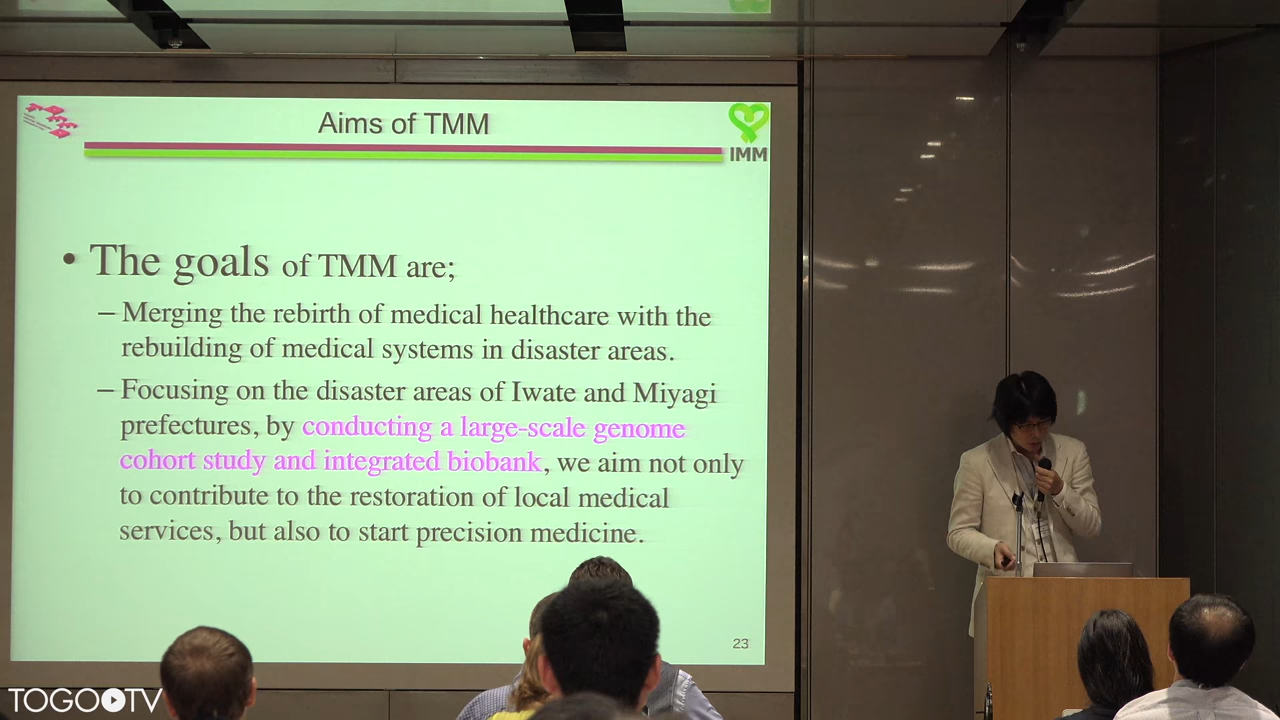 Aims of TMM
IMM
• The goals of TMM are;
– Merging the rebirth of medical healthcare with the
rebuilding of medical systems in disaster areas.
– Focusing on the disaster areas of Iwate and Miyagi
prefectures, by conducting a large-scale genome
cohort study and integrated biobank, we aim not only
to contribute to the restoration of local medical
services, but also to start precision medicine.
23
TOGO TV